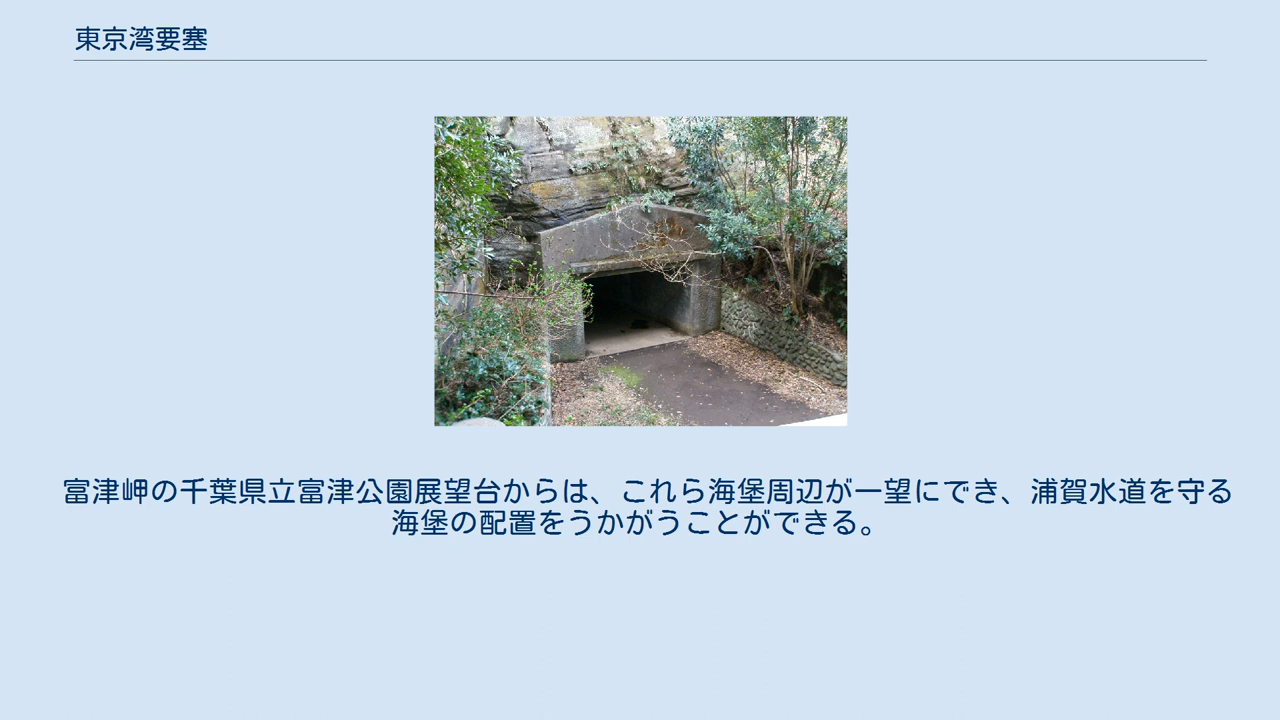 東京湾要塞
富津岬の千葉県立富津公園展望台からは、これら海堡周辺が一望にでき、浦賀水道を守る
海堡の配置をうかがうことができる。